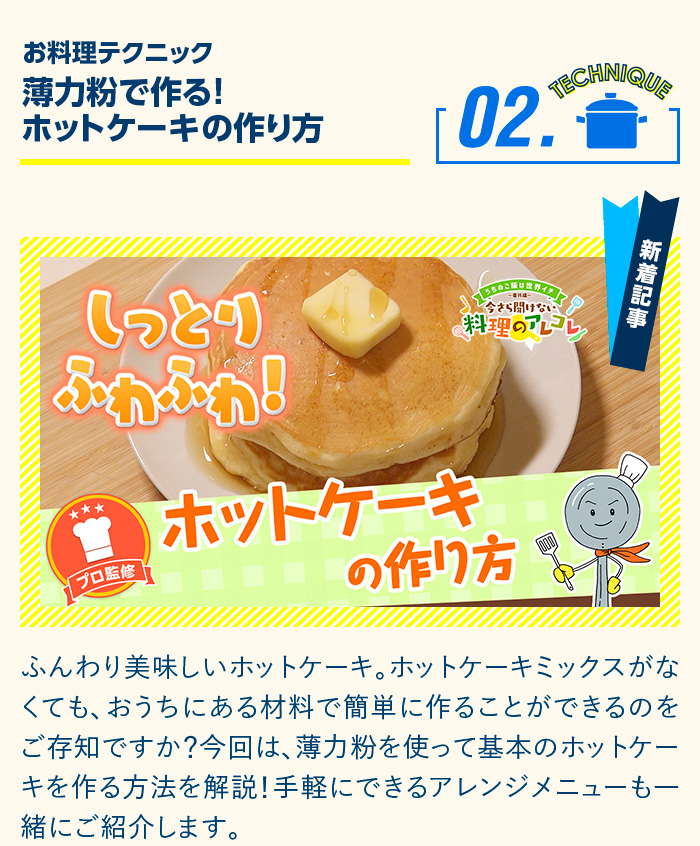 お料理テクニック
薄力粉で作る!
ホットケーキの作り方
02.
TECHNIQUE
新着記事
しっとり
ふわふわ!
うちのご飯は世界イチ
〜番外編〜
今さら聞けない
料理のアレコレ
プロ監修
ホットケーキ
の作り方
ふんわり美味しいホットケーキ。ホットケーキミックスがな
くても、おうちにある材料で簡単に作ることができるのを
ご存知ですか?今回は、薄力粉を使って基本のホットケー
キを作る方法を解説!手軽にできるアレンジメニューも一
緒にご紹介します。